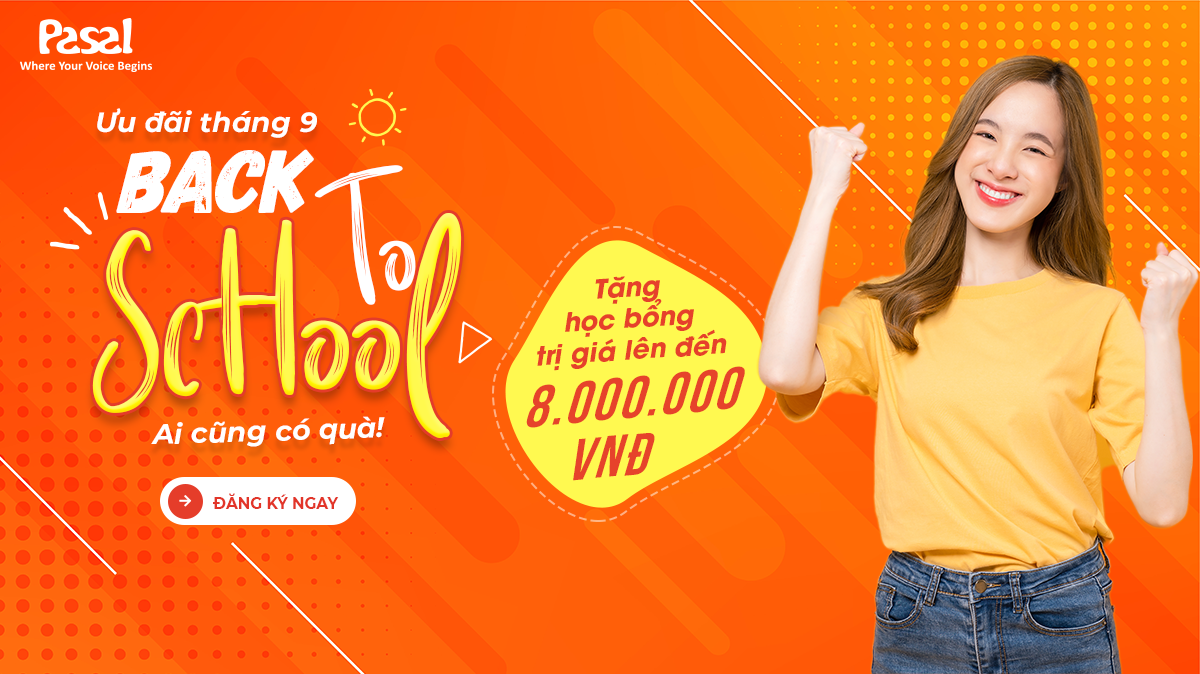 Pasal
Where Your Voice Begins
Ưu đãi tháng 9
BACK
To
ScHool
Ai cũng có quà!
ĐĂNG KÝ NGAY
Tặng
học bổng
trị giá lên đến
8.000.000
VNĐ